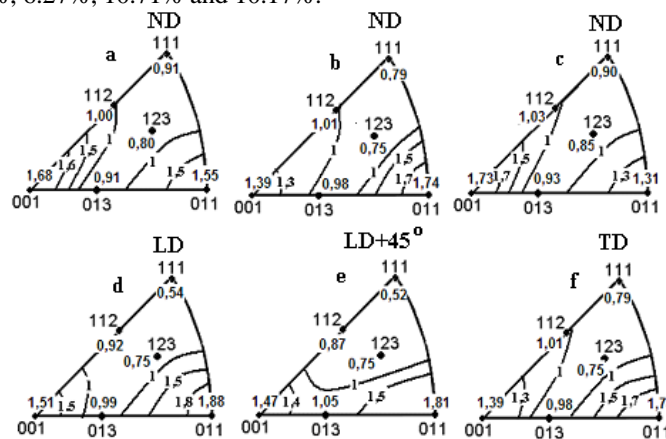 %, 8.27%, 16.71% and 16.17%.
ND ND ND
a 111 b 111 c 111
0,91 0,79 0,90
112 112 112
1,00 123 1,01 123 1,03 123
1 0,80 1 0,75 1 0,85
1,6 1,5 1 1,3 1 1,5 1,5 1 1
1,68 0,91 1,5 1,55 1,39 0,98 1,7 1,74 1,73 1,7 0,93 1,3 1,31
001 013 011 001 013 011 001 013 011
LD LD+45° TD
d 111 e 111 f 111
0,54 0,52 0,79
112 112 112
0,92 123 0,87 123 1,01 123
0,75 0,75 0,75
1 1 1,5 1 1,3 1 1 1,5
1,51 1,5 0,99 1,8 1,88 1,47 1,4 1,05 1,5 1,81 1,39 0,98 1,7 1,7
001 013 011 001 013 011 001 013 011